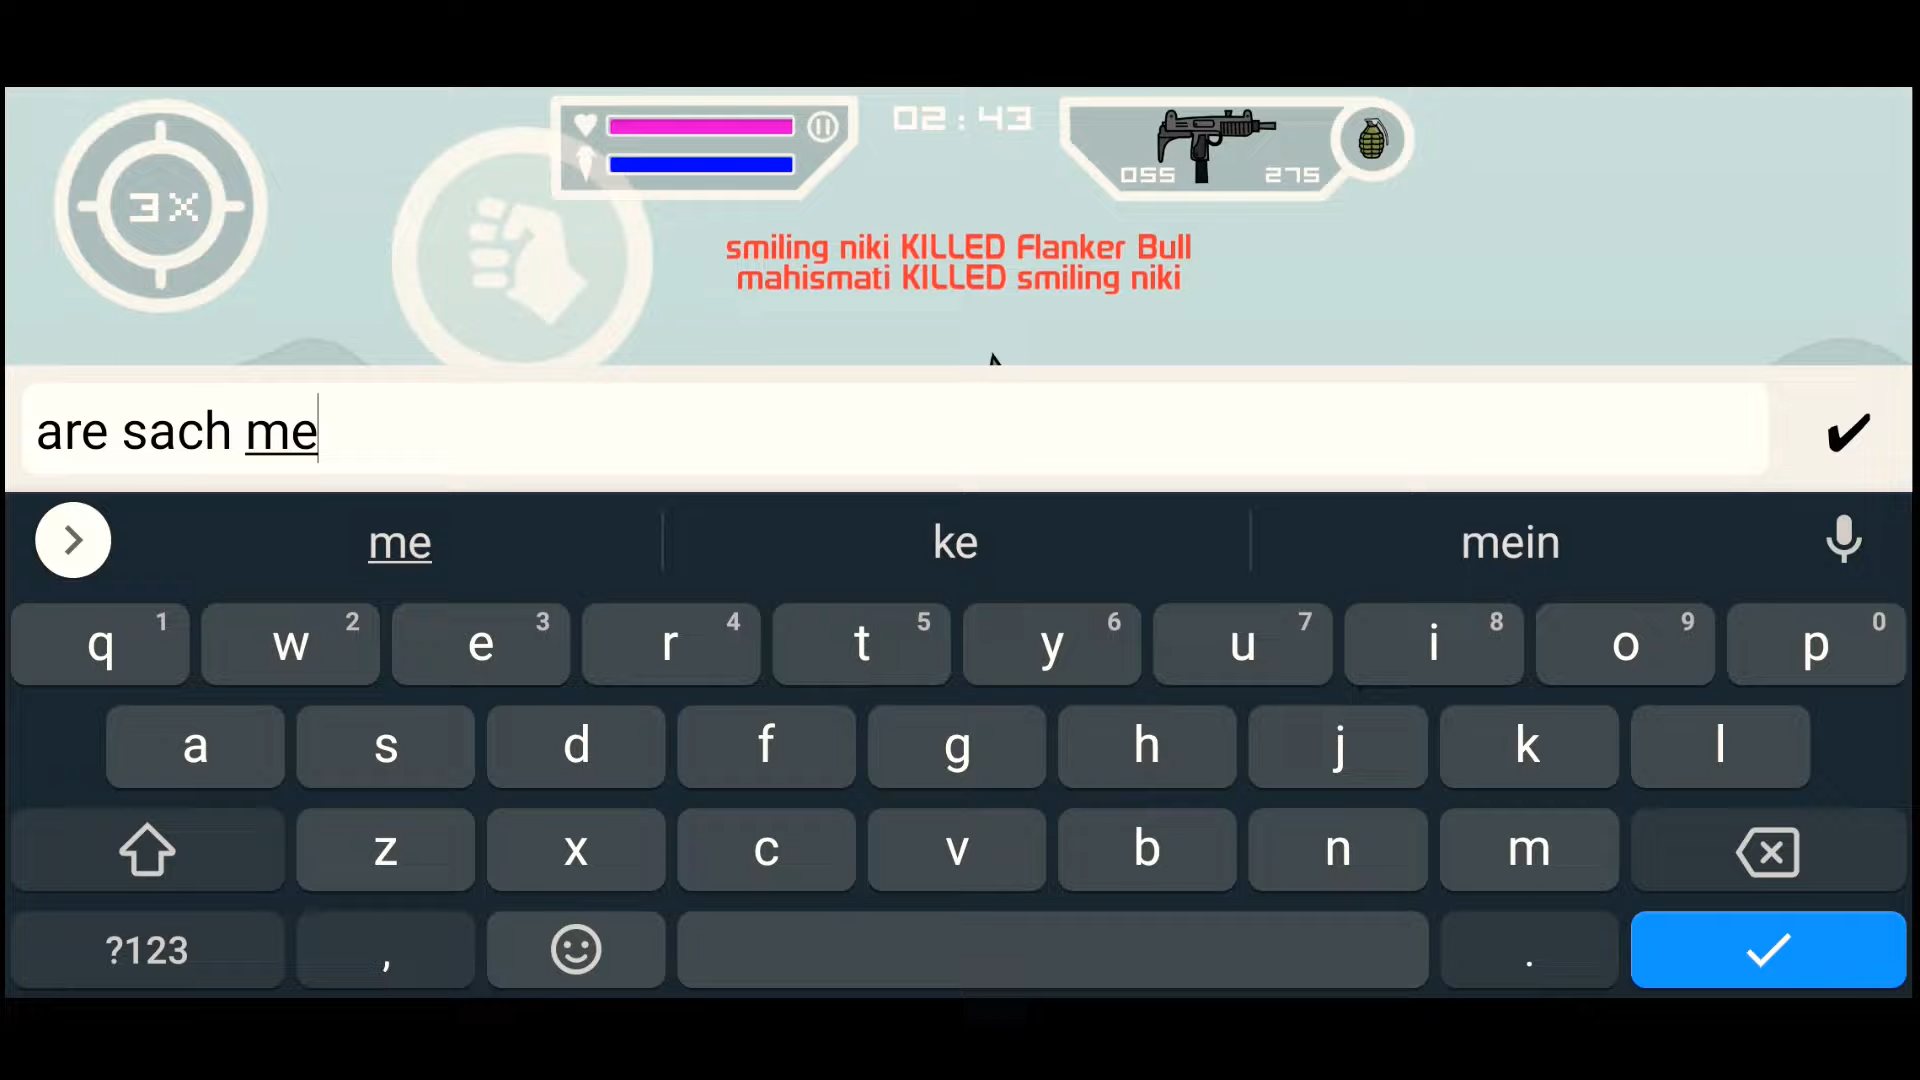 02:43
3X
055 275
smiling niki KILLED Flanker Bull
mahismati KILLED smiling niki
are sach me
me ke mein
q 1 w 2 e 3 r 4 t 5 y 6 u 7 i 8 o 9 p 0
a s d f g h j k l
z x c v b n m
?123 , .